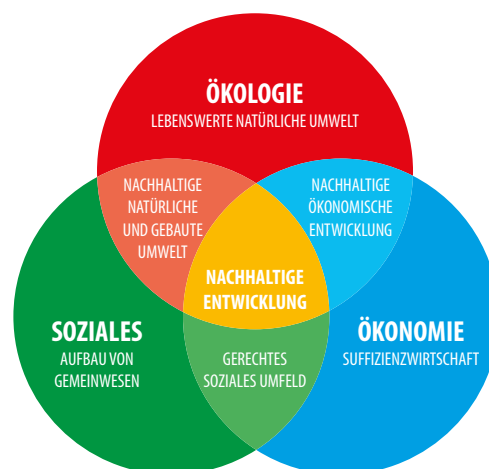 ÖKOLOGIE
LEBENSWERTE NATÜRLICHE UMWELT
NACHHALTIGE
NATÜRLICHE
UND GEBAUTE
UMWELT
NACHHALTIGE
ÖKONOMISCHE
ENTWICKLUNG
NACHHALTIGE
ENTWICKLUNG
SOZIALES
AUFBAU VON
GEMEINWESEN
GERECHTES
SOZIALES UMFELD
ÖKONOMIE
SUFFIZIENZWIRTSCHAFT